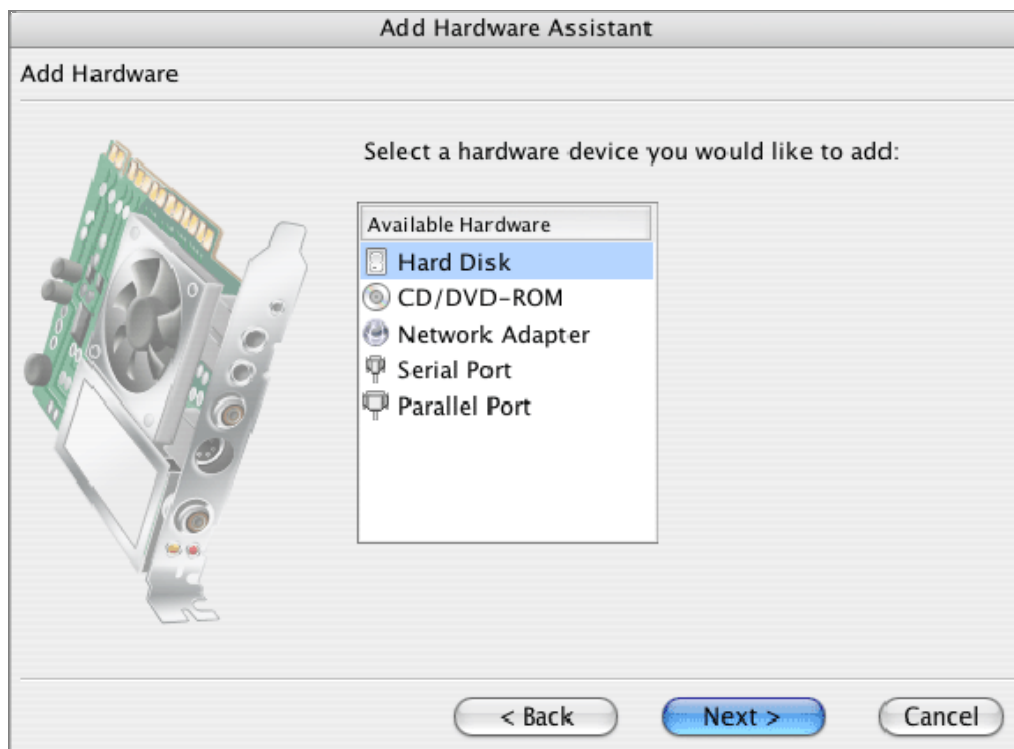 Add Hardware Assistant
Add Hardware
Select a hardware device you would like to add:
Available Hardware
Hard Disk
CD/DVD-ROM
Network Adapter
Serial Port
Parallel Port
< Back
Next >
Cancel